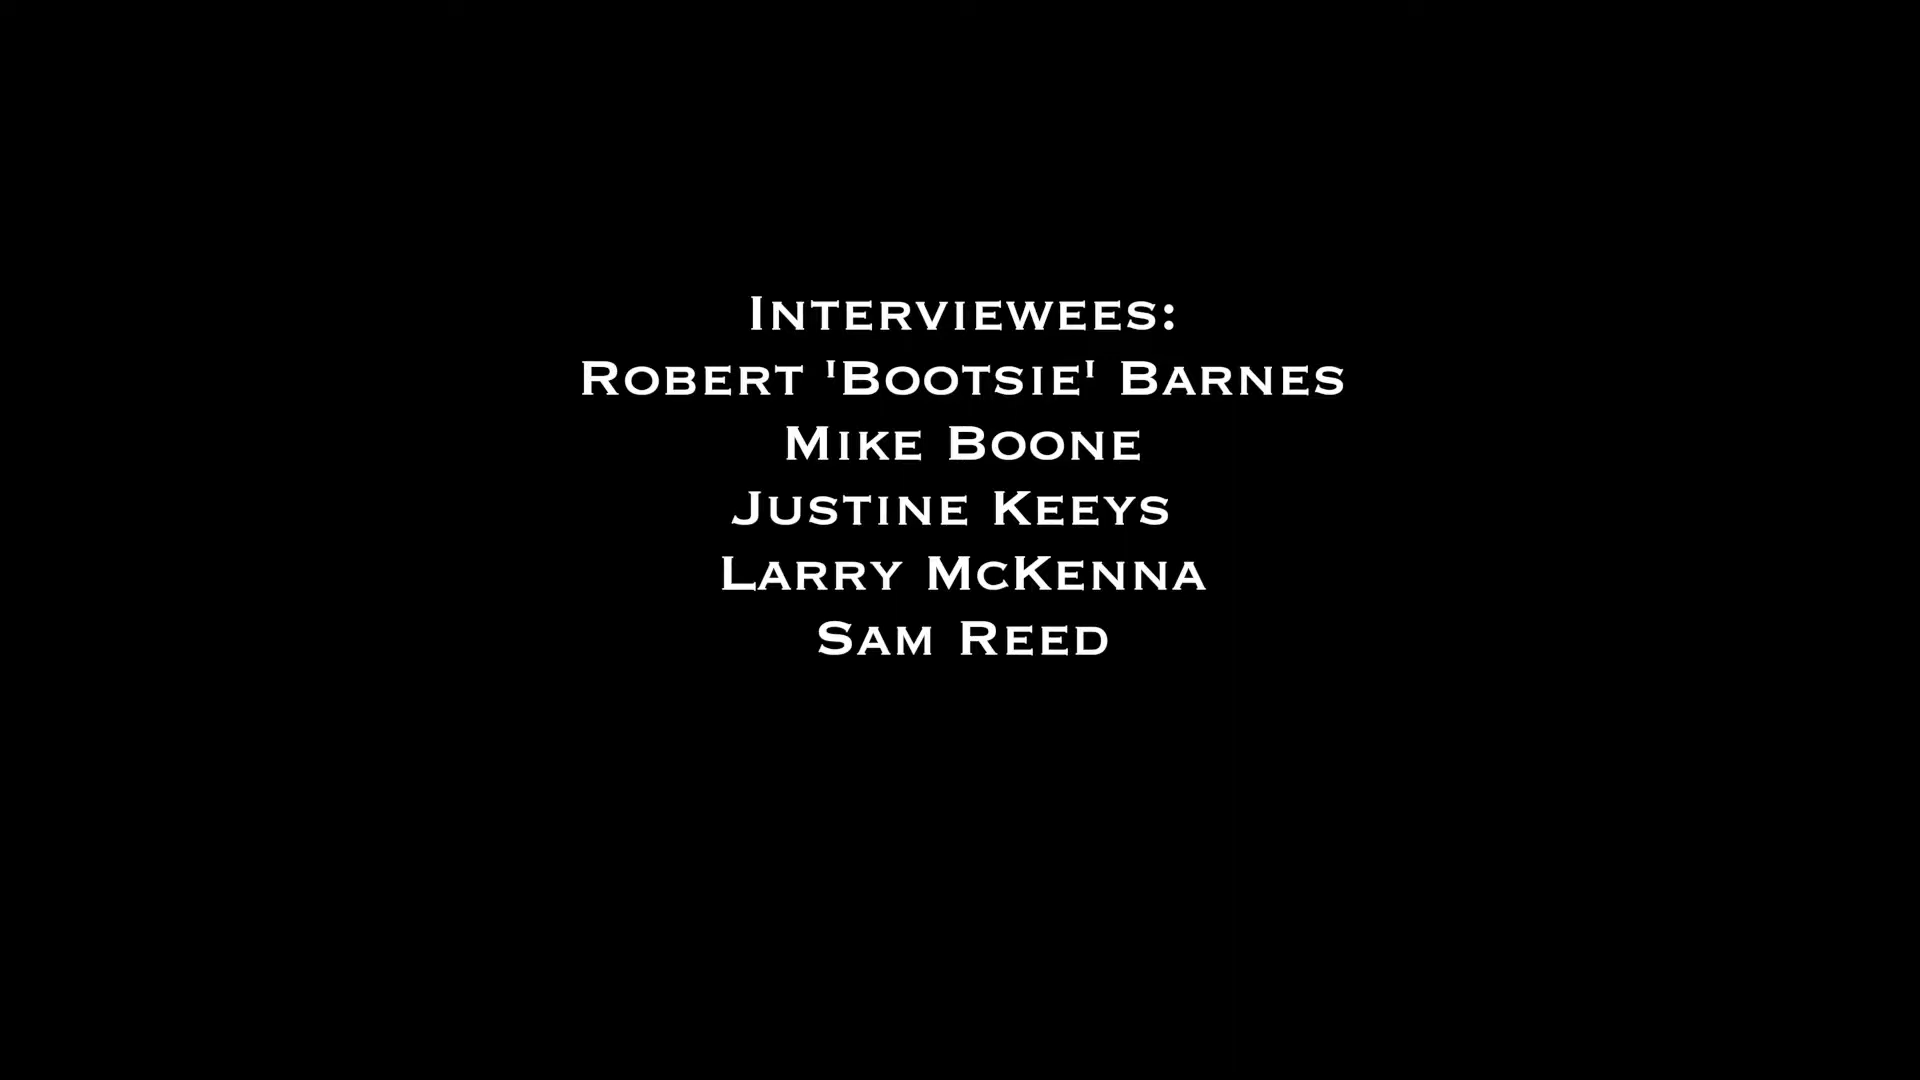 Interviewees:
Robert 'Bootsie' Barnes
Mike Boone
Justine Keeys
Larry McKenna
Sam Reed